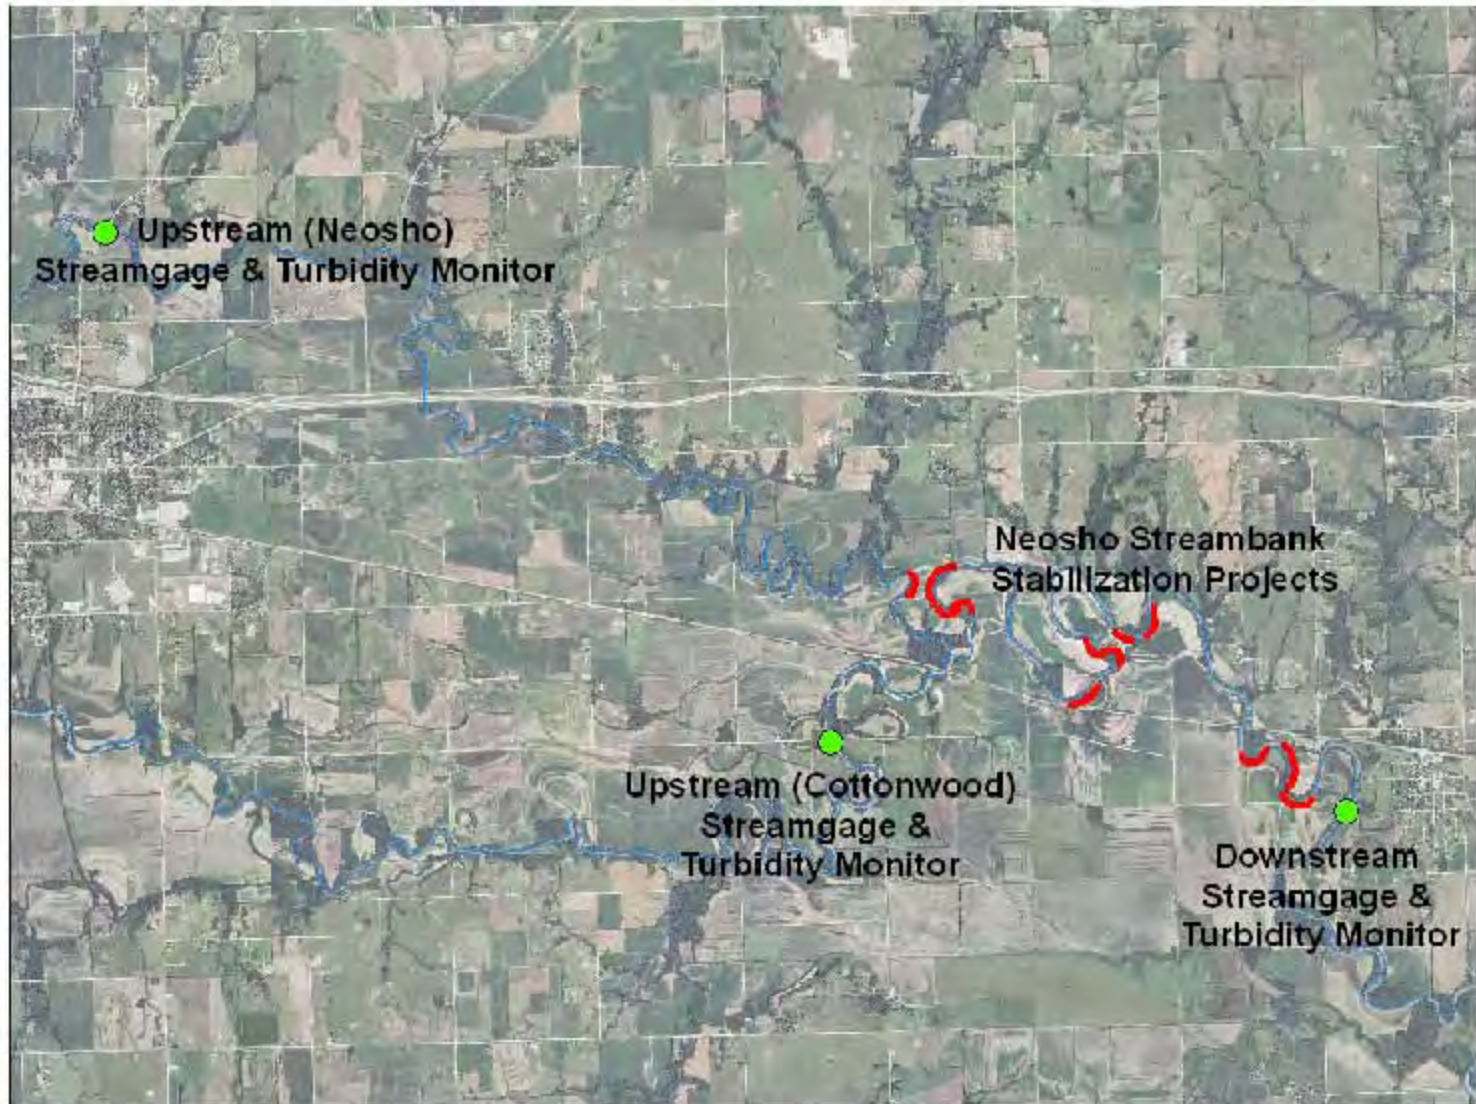 Upstream (Neosho)
Streamgage & Turbidity Monitor
Neosho Streambank
Stabilization Projects
Upstream (Cottonwood)
Streamgage &
Turbidity Monitor
Downstream
Streamgage &
Turbidity Monitor